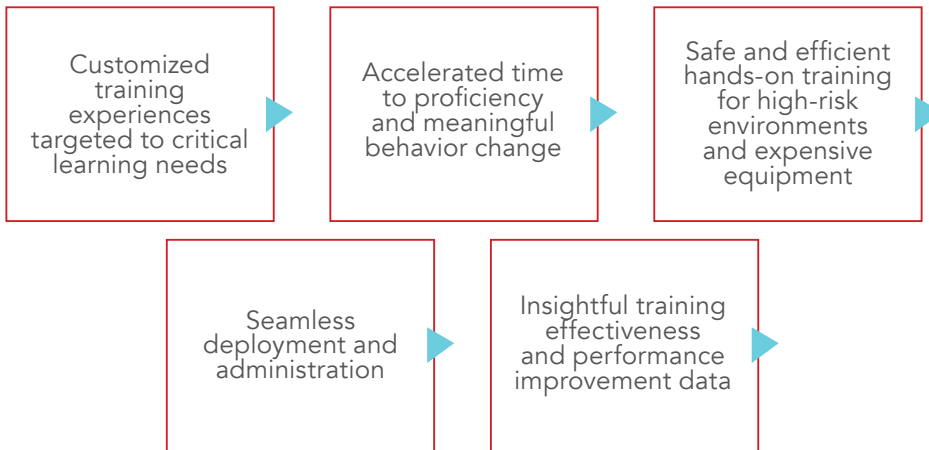 Customized
training
experiences
targeted to critical
learning needs
Accelerated time
to proficiency
and meaningful
behavior change
Safe and efficient
hands-on training
for high-risk
environments
and expensive
equipment
Seamless
deployment and
administration
Insightful training
effectiveness
and performance
improvement data